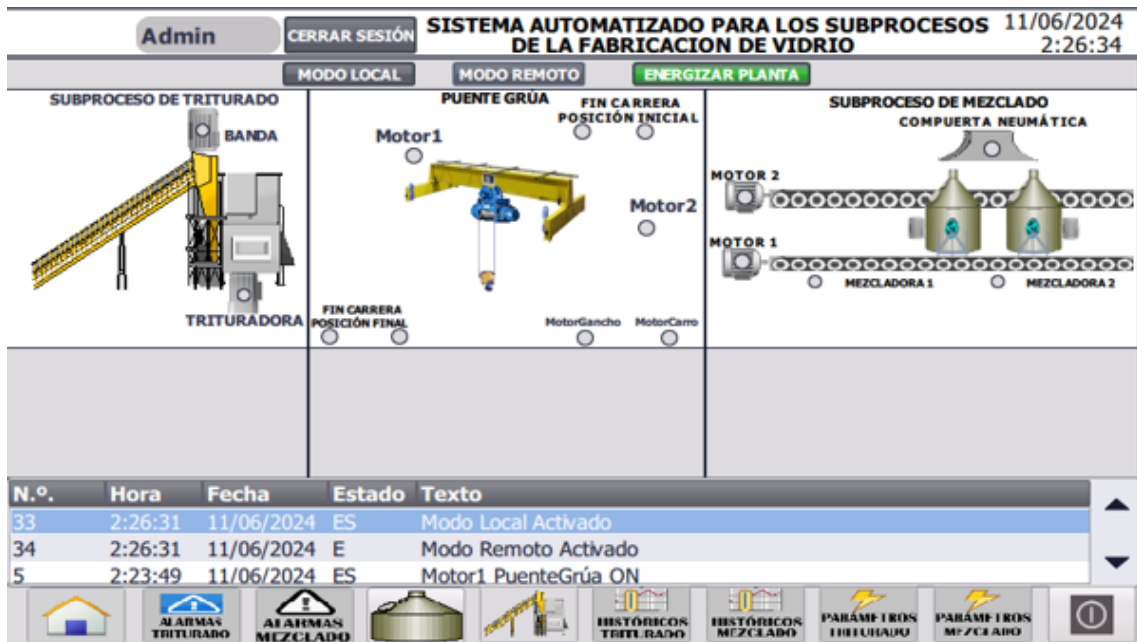 Admin
CERRAR SESIÓN
SISTEMA AUTOMATIZADO PARA LOS SUBPROCESOS
DE LA FABRICACION DE VIDRIO
11/06/2024
2:26:34
MODO LOCAL
MODO REMOTO
ENERGIZAR PLANTA
SUBPROCESO DE TRITURADO
BANDA
TRITURADORA
PUENTE GRÚA
FIN CARRERA
POSICIÓN INICIAL
Motor1
Motor2
FIN CARRERA
POSICIÓN FINAL
MotorGancho
MotorCarro
SUBPROCESO DE MEZCLADO
COMPUERTA NEUMÁTICA
MOTOR 2
MOTOR 1
MEZCLADORA 1
MEZCLADORA 2
N.º. Hora Fecha Estado Texto
33 2:26:31 11/06/2024 ES Modo Local Activado
34 2:26:31 11/06/2024 E Modo Remoto Activado
5 2:23:49 11/06/2024 ES Motor1 PuenteGrúa ON
ALARMAS
TRITURADO
ALARMAS
MEZCLADO
HISTÓRICOS
TRITURADO
HISTÓRICOS
MEZCLADO
PARÁMETROS
TRITURADO
PARÁMETROS
MEZCLADO